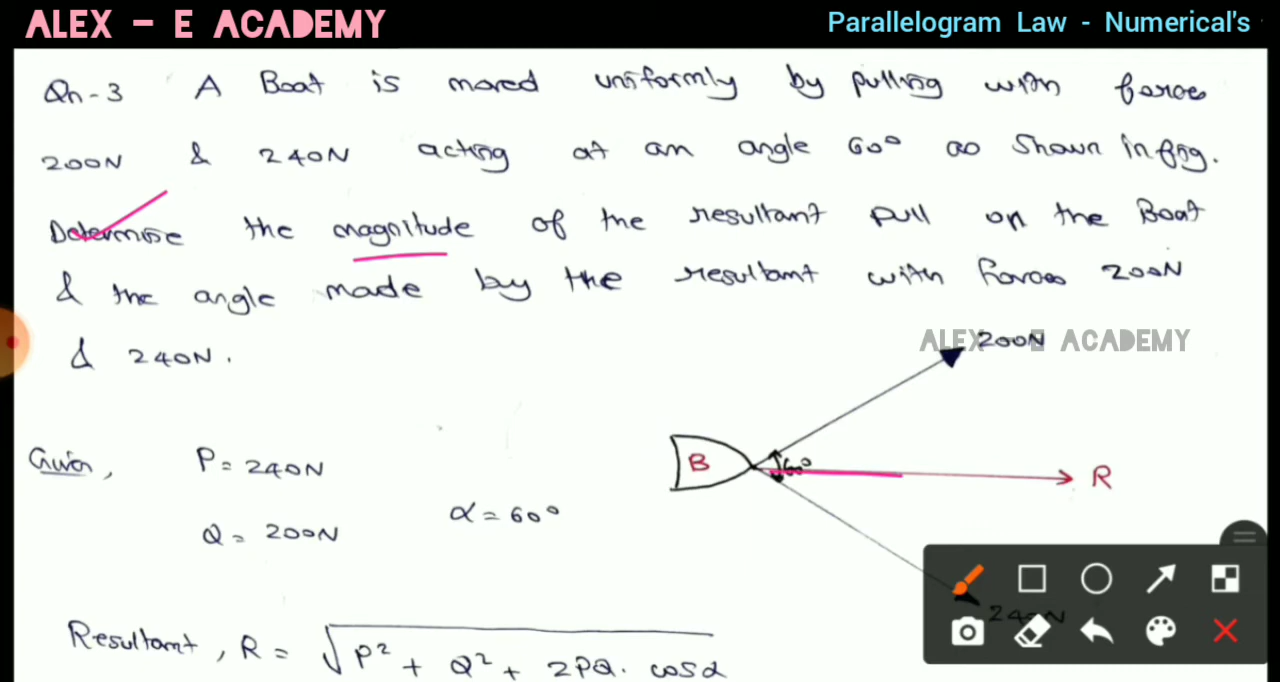 ALEX - E ACADEMY
Parallelogram Law - Numerical's
Qn-3 A Boat is moved uniformly by pulling with forces
200N & 240N acting at an angle 60° as shown in fig.
Determine the magnitude of the resultant pull on the Boat
& the angle made by the resultant with forces 200N
& 240N.
ALEX - E ACADEMY
200N
B
60°
R
240N
Given, P = 240N
Q = 200N
α = 60°
Resultant, R = √P² + Q² + 2PQ. cosα